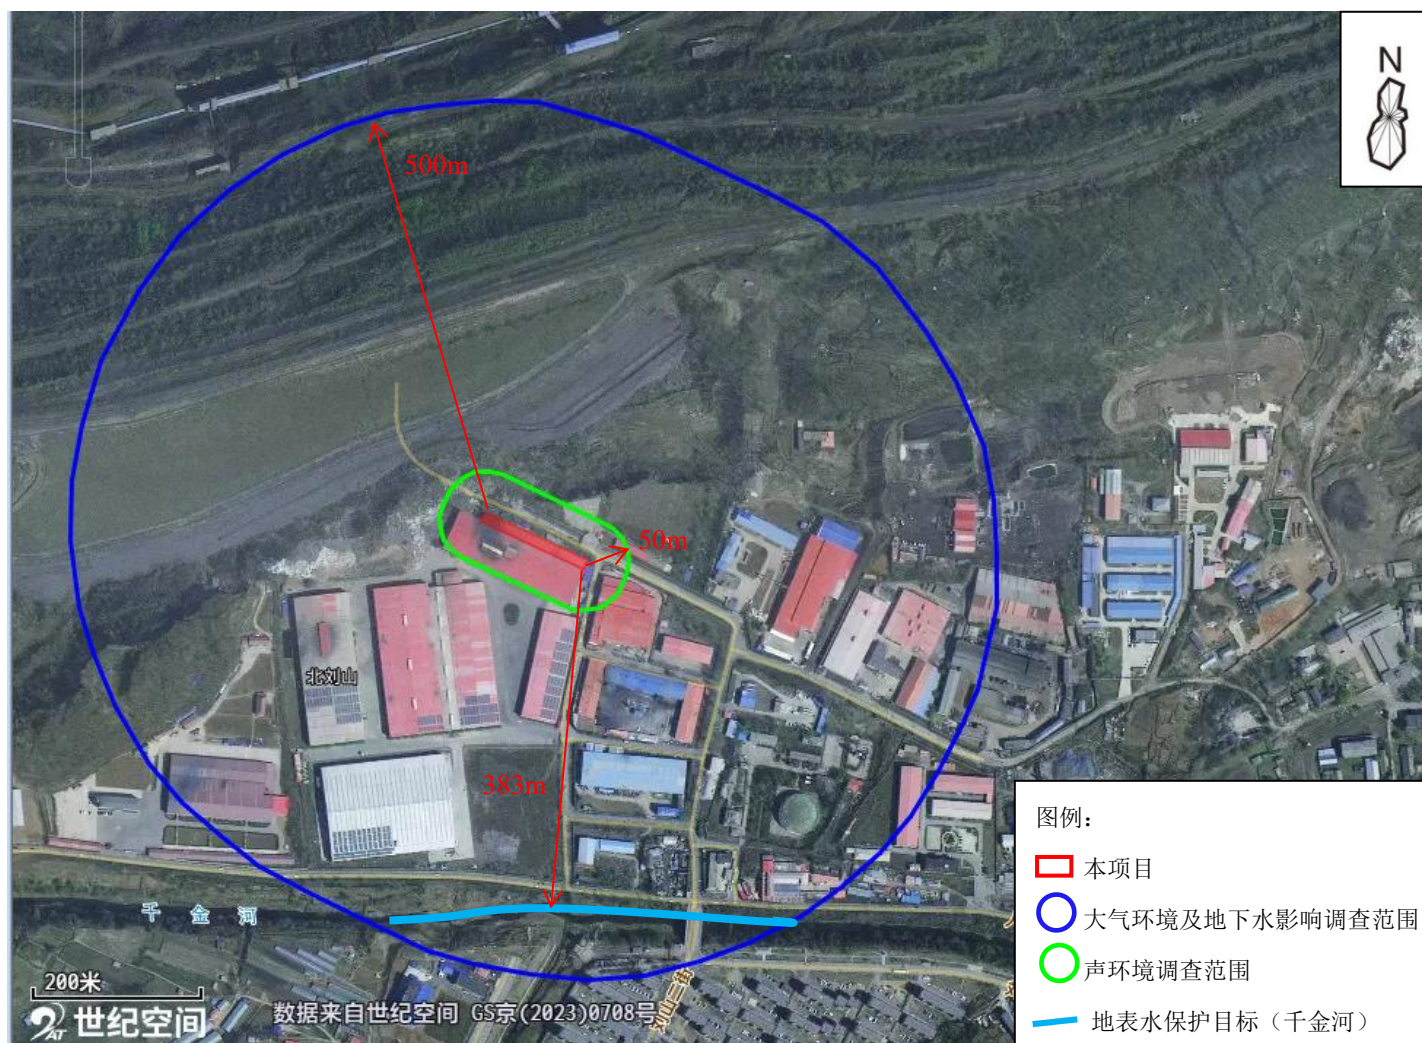 N
500m
50m
北刘山
383m
千金河
200米
世纪空间
数据来自世纪空间 GS京(2023)0708号
图例：
本项目
大气环境及地下水影响调查范围
声环境调查范围
地表水保护目标（千金河）